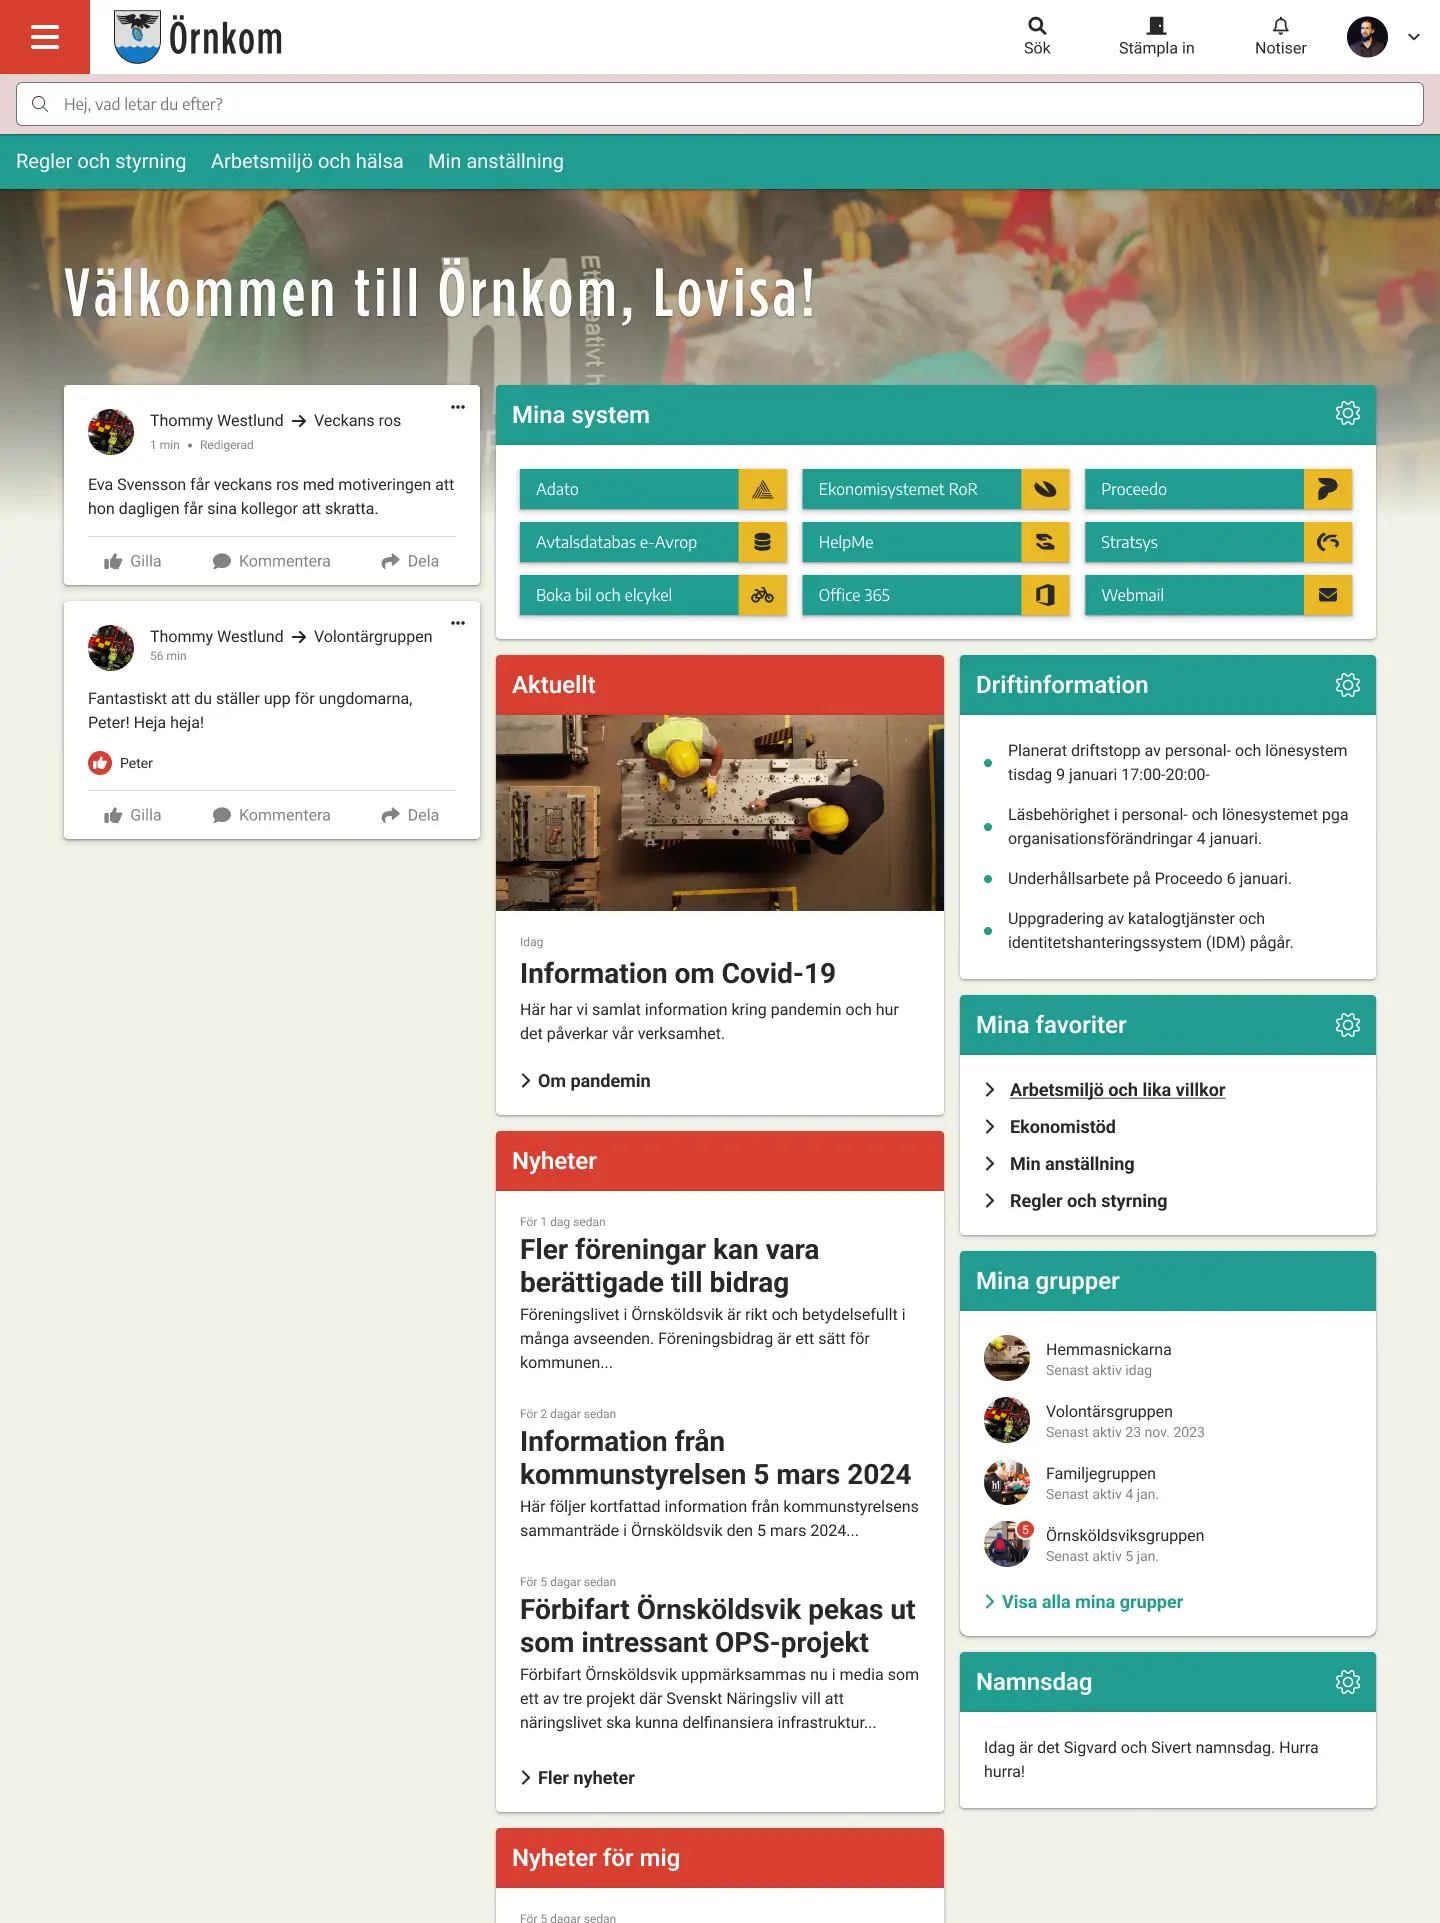 Örnkom
Sök
Stämpla in
Notiser
Hej, vad letar du efter?
Regler och styrning
Arbetsmiljö och hälsa
Min anställning
Välkommen till Örnkom, Lovisa!
h1
Thommy Westlund → Veckans ros
1 min • Redigerad
Eva Svensson får veckans ros med motiveringen att
hon dagligen får sina kollegor att skratta.
Gilla
Kommentera
Dela
Thommy Westlund → Volontärgruppen
56 min
Fantastiskt att du ställer upp för ungdomarna,
Peter! Heja heja!
Peter
Gilla
Kommentera
Dela
Mina system
Adato
Ekonomisystemet RoR
Proceedo
Avtalsdatabas e-Avrop
HelpMe
Stratsys
Boka bil och elcykel
Office 365
Webmail
Aktuellt
Idag
Information om Covid-19
Här har vi samlat information kring pandemin och hur
det påverkar vår verksamhet.
Om pandemin
Nyheter
För 1 dag sedan
Fler föreningar kan vara
berättigade till bidrag
Föreningslivet i Örnsköldsvik är rikt och betydelsefullt i
många avseenden. Föreningsbidrag är ett sätt för
kommunen...
För 2 dagar sedan
Information från
kommunstyrelsen 5 mars 2024
Här följer kortfattad information från kommunstyrelsens
sammanträde i Örnsköldsvik den 5 mars 2024...
För 5 dagar sedan
Förbifart Örnsköldsvik pekas ut
som intressant OPS-projekt
Förbifart Örnsköldsvik uppmärksammas nu i media som
ett av tre projekt där Svenskt Näringsliv vill att
näringslivet ska kunna delfinansiera infrastruktur...
Fler nyheter
Nyheter för mig
För 5 dagar sedan
Driftinformation
Planerat driftstopp av personal- och lönesystem
tisdag 9 januari 17:00-20:00-
Läsbehörighet i personal- och lönesystemet pga
organisationsförändringar 4 januari.
Underhållsarbete på Proceedo 6 januari.
Uppgradering av katalogtjänster och
identitetshanteringssystem (IDM) pågår.
Mina favoriter
Arbetsmiljö och lika villkor
Ekonomistöd
Min anställning
Regler och styrning
Mina grupper
Hemmasnickarna
Senast aktiv idag
Volontärsgruppen
Senast aktiv 23 nov. 2023
Familjegruppen
Senast aktiv 4 jan.
5
Örnsköldsviksgruppen
Senast aktiv 5 jan.
Visa alla mina grupper
Namnsdag
Idag är det Sigvard och Sivert namnsdag. Hurra
hurra!